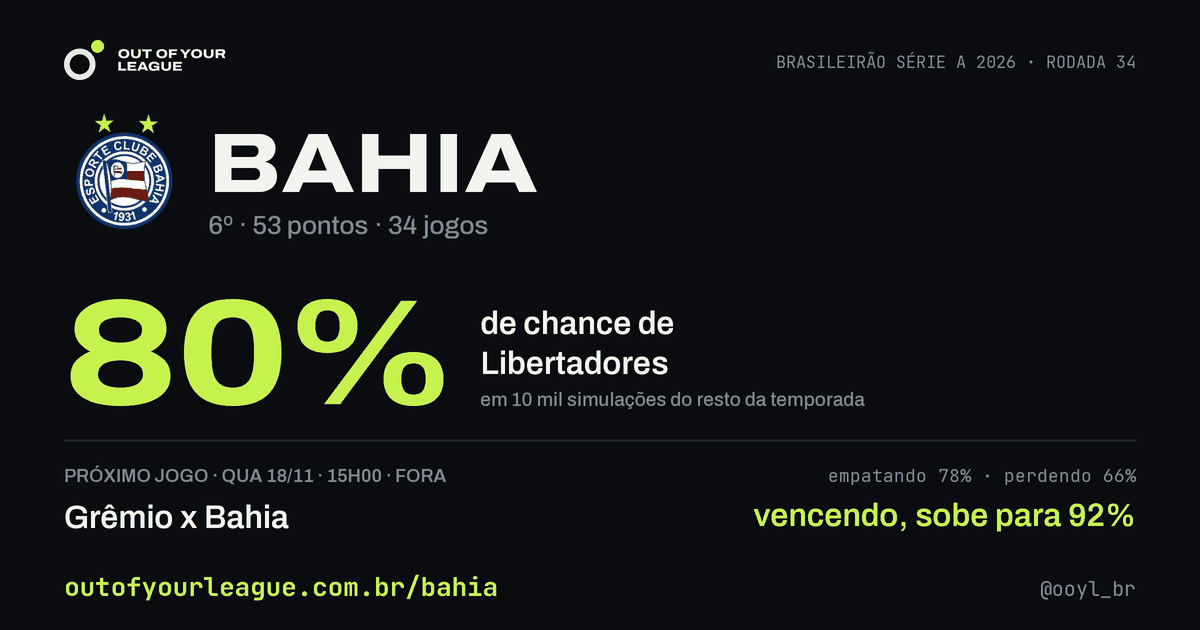 OUT OF YOUR
LEAGUE
BRASILEIRÃO SÉRIE A 2026 · RODADA 34
ESPORTE CLUBE BAHIA
1931
BAHIA
6º · 53 pontos · 34 jogos
80%
de chance de
Libertadores
em 10 mil simulações do resto da temporada
PRÓXIMO JOGO · QUA 18/11 · 15H00 · FORA
Grêmio x Bahia
empatando 78% · perdendo 66%
vencendo, sobe para 92%
outofyourleague.com.br/bahia
@ooyl_br